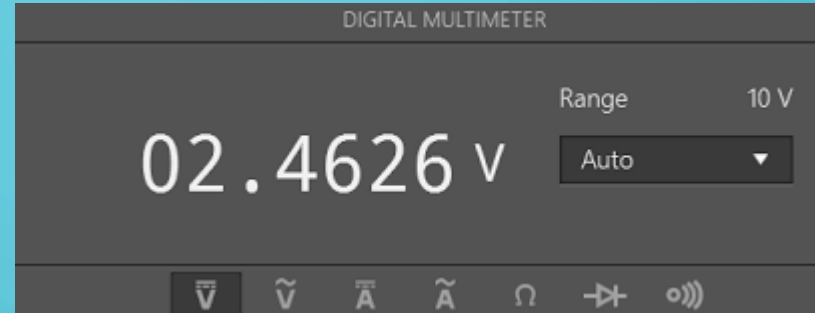 DIGITAL MULTIMETER
Range 10 V
02.4626 V
Auto
V V A A Ω